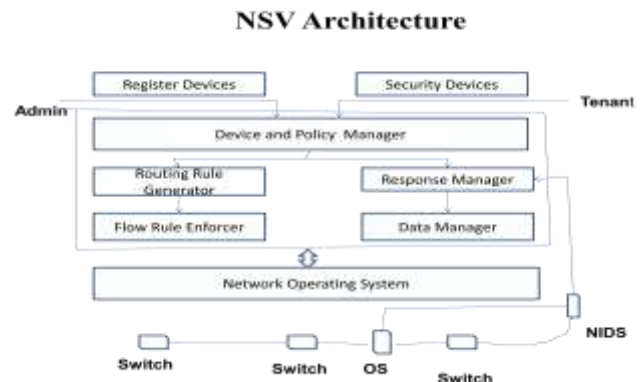 NSV Architecture
Register Devices
Security Devices
Admin
Tenant
Device and Policy Manager
Routing Rule
Generator
Response Manager
Flow Rule Enforcer
Data Manager
Network Operating System
NIDS
Switch
Switch
OS
Switch